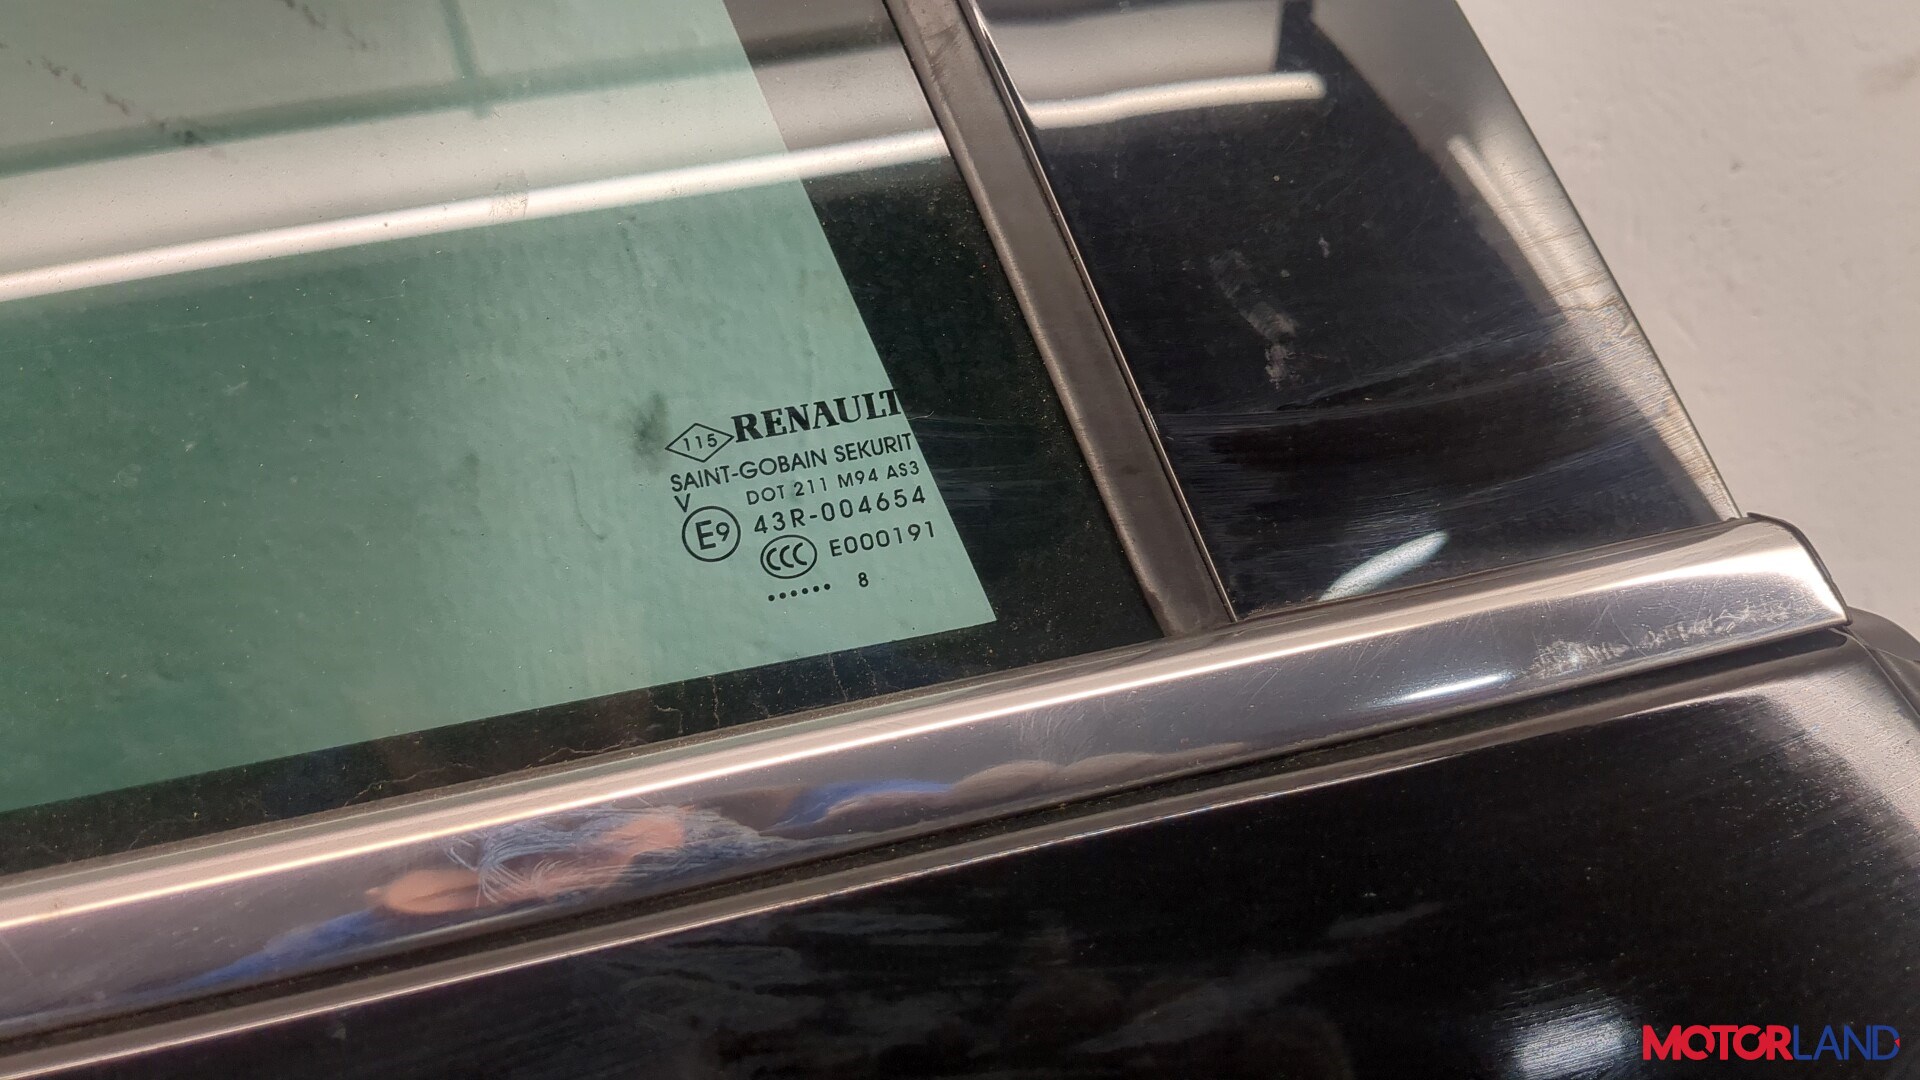 115 RENAULT
SAINT-GOBAIN SEKURIT
V DOT 211 M94 AS3
E9 43R-004654
CCC E000191
...... 8
MOTORLAND